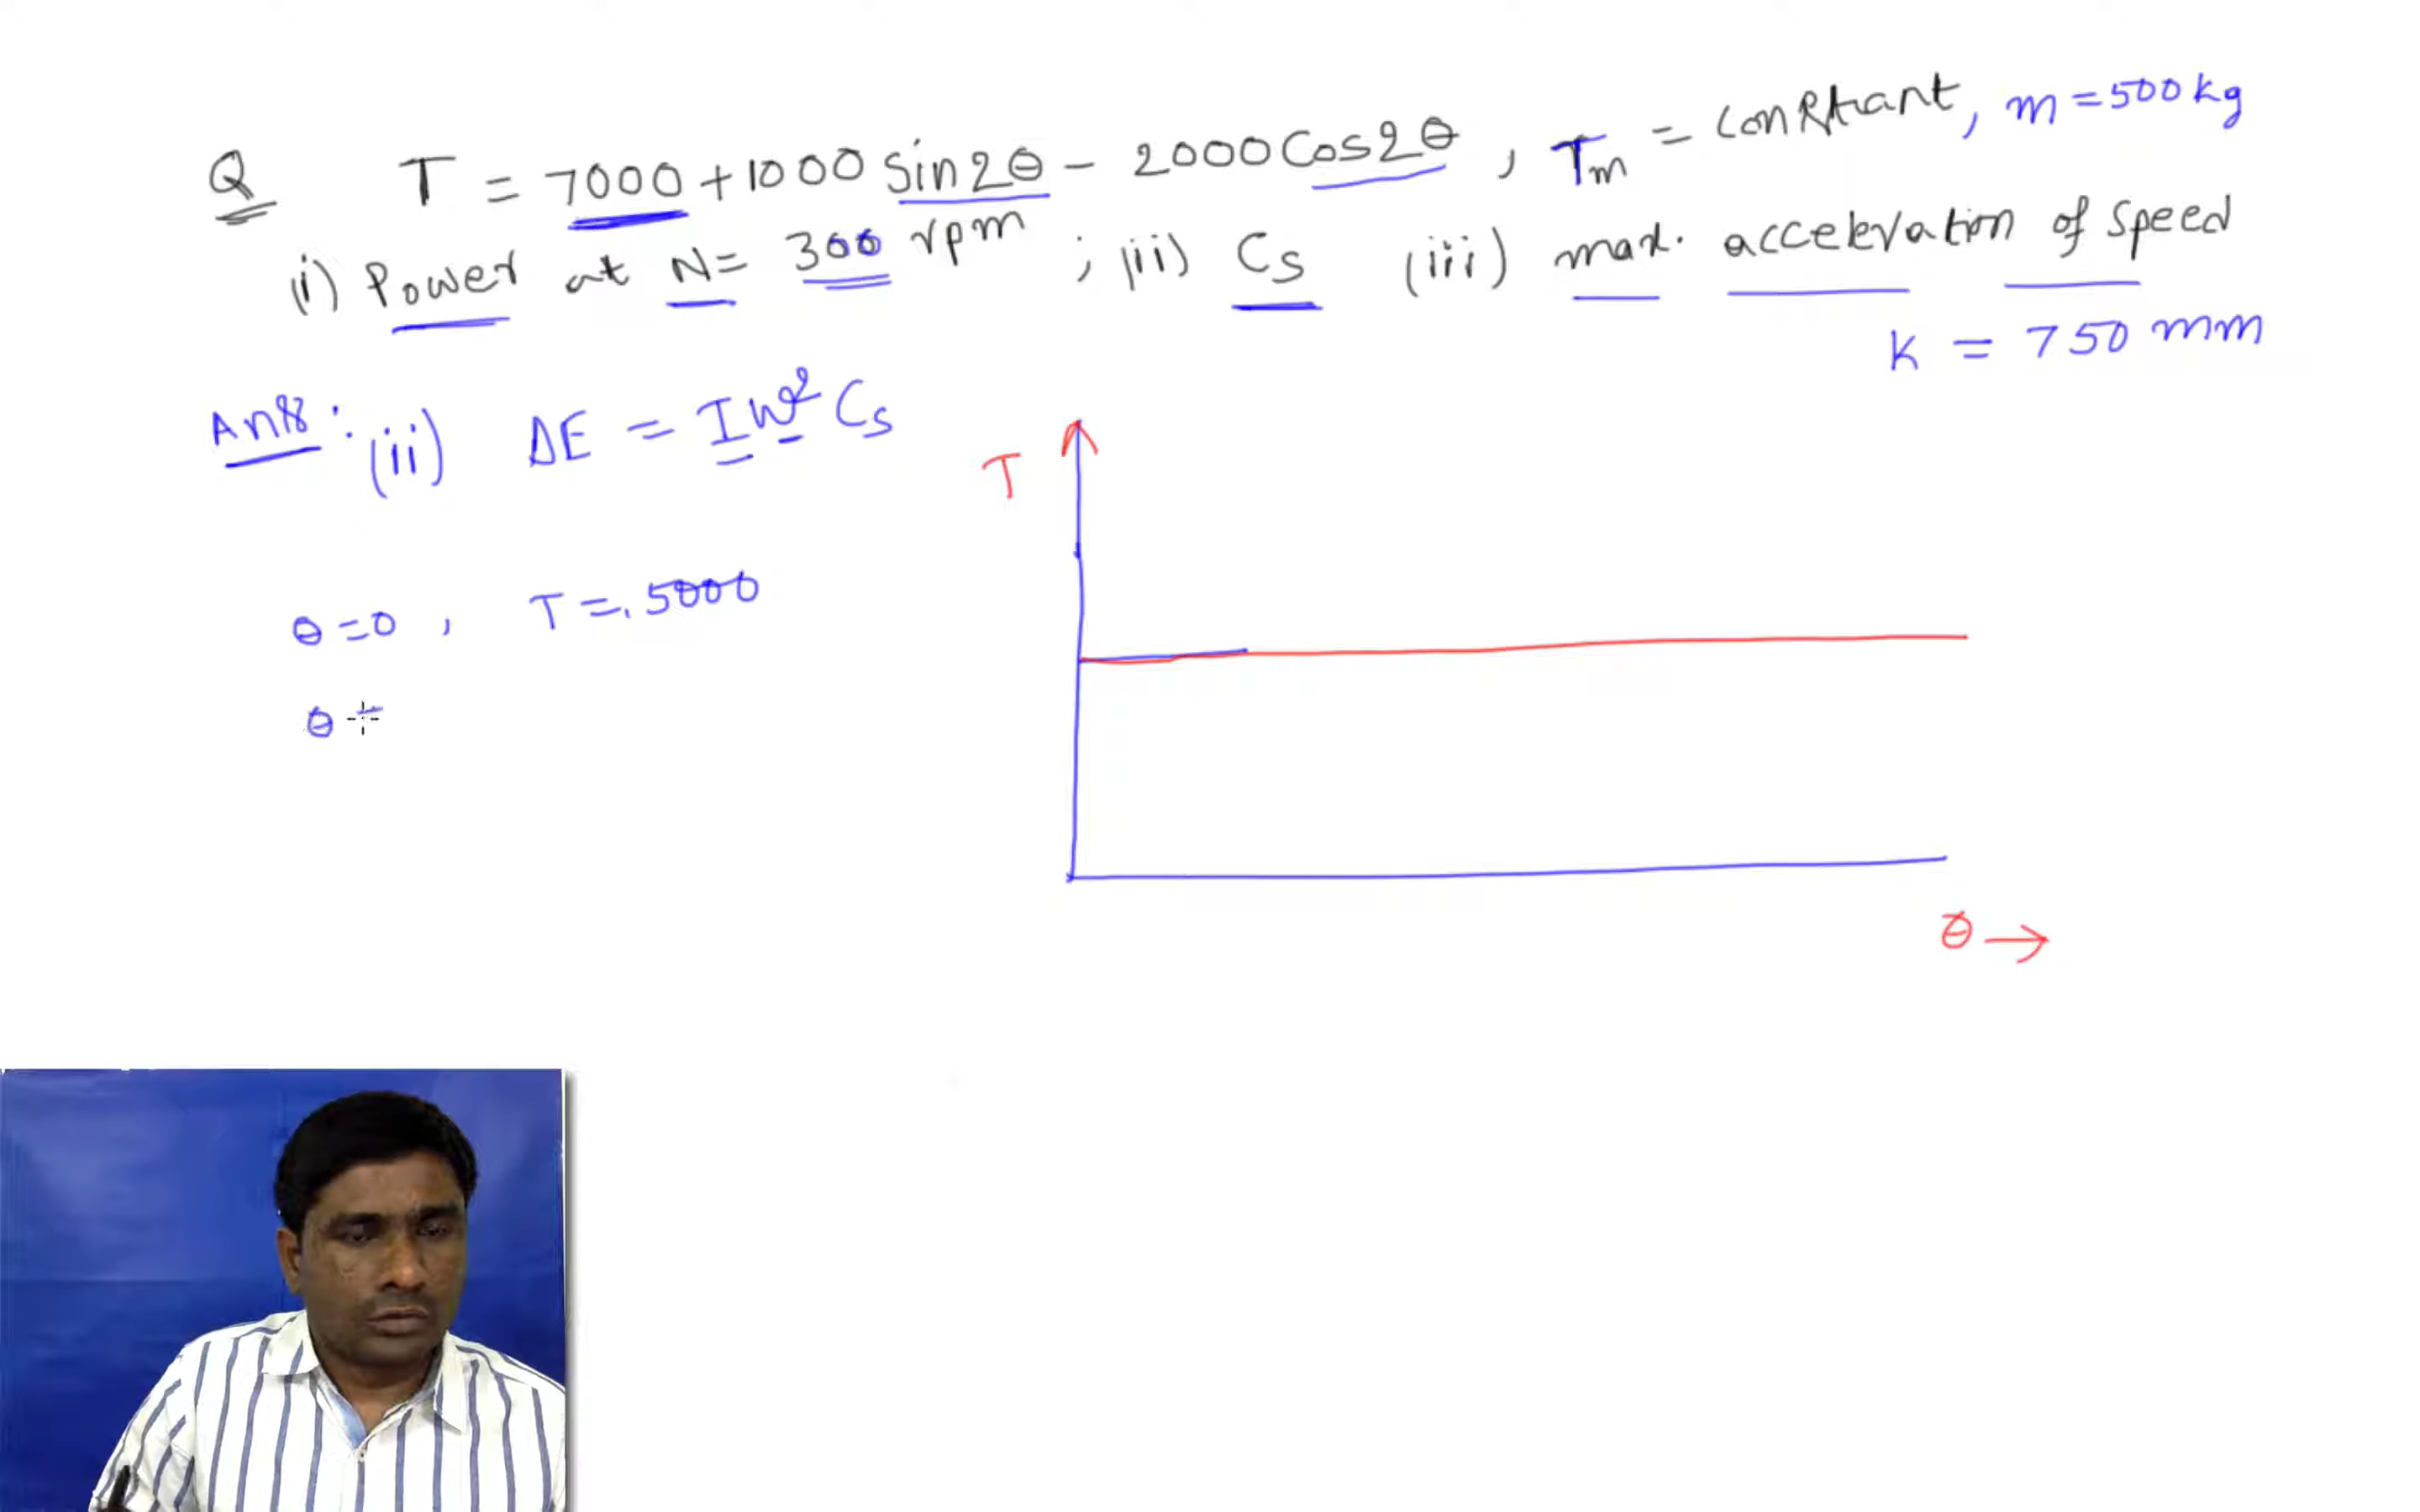 Q T = 7000 + 1000 Sin2θ - 2000 Cos2θ , Tm = constant, m = 500 kg
(i) Power at N = 300 rpm ; (ii) Cs (iii) max. acceleration of speed
K = 750 mm
Ans: (ii) ΔE = Iω² Cs
T
θ = 0 , T = 5000
θ =
θ →